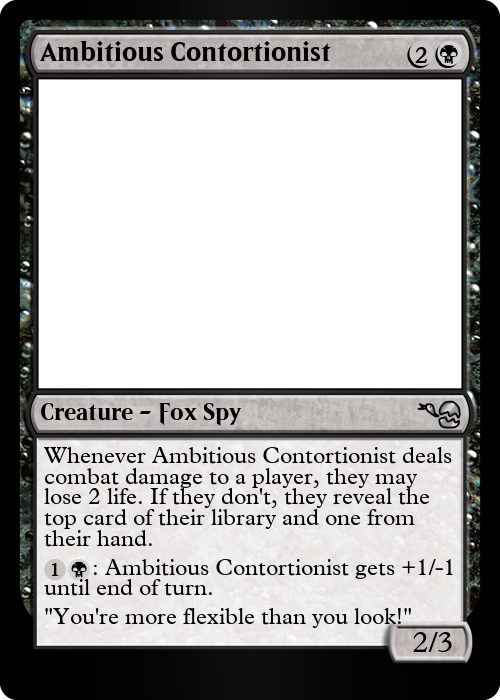 Ambitious Contortionist 2
Creature – Fox Spy
Whenever Ambitious Contortionist deals
combat damage to a player, they may
lose 2 life. If they don't, they reveal the
top card of their library and one from
their hand.
1 : Ambitious Contortionist gets +1/-1
until end of turn.
"You're more flexible than you look!"
2/3